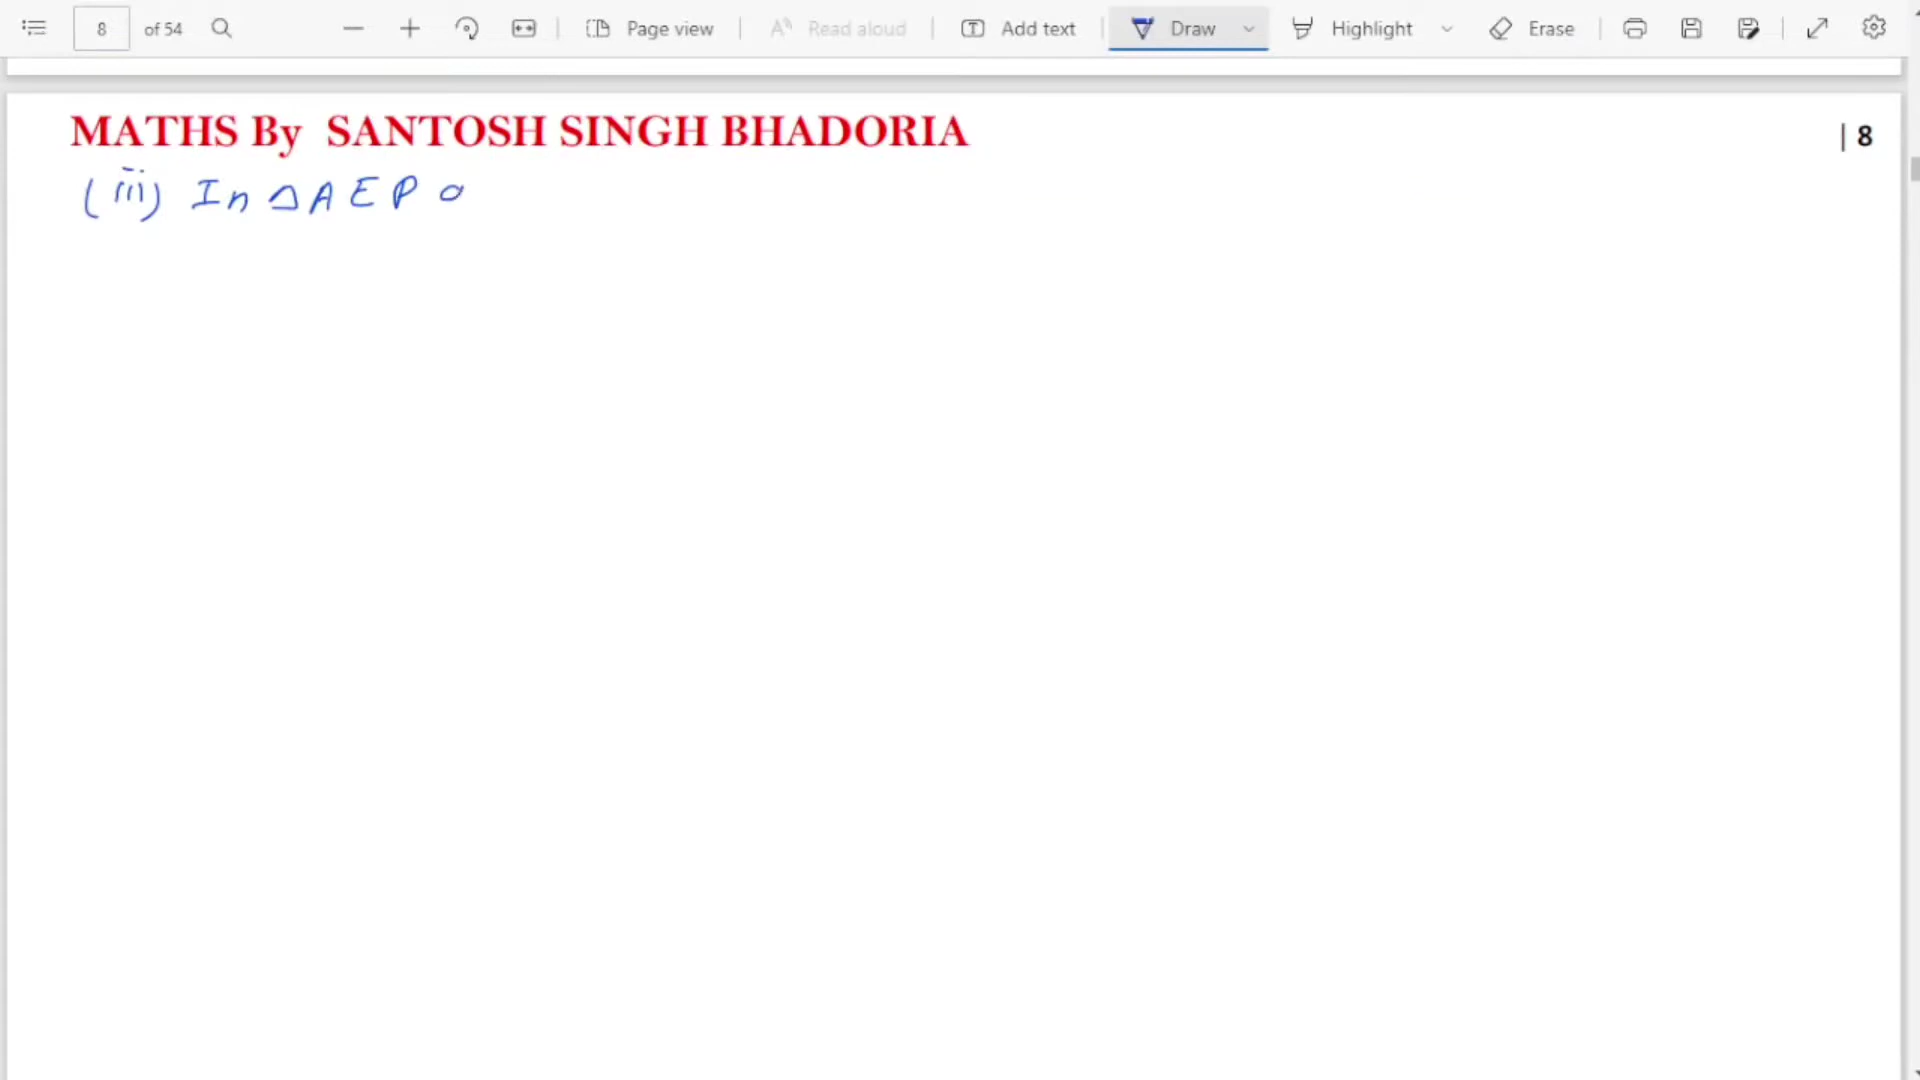 8 of 54 Page view Read aloud Add text Draw Highlight Erase
MATHS By SANTOSH SINGH BHADORIA | 8
(iii) In △ A E P a